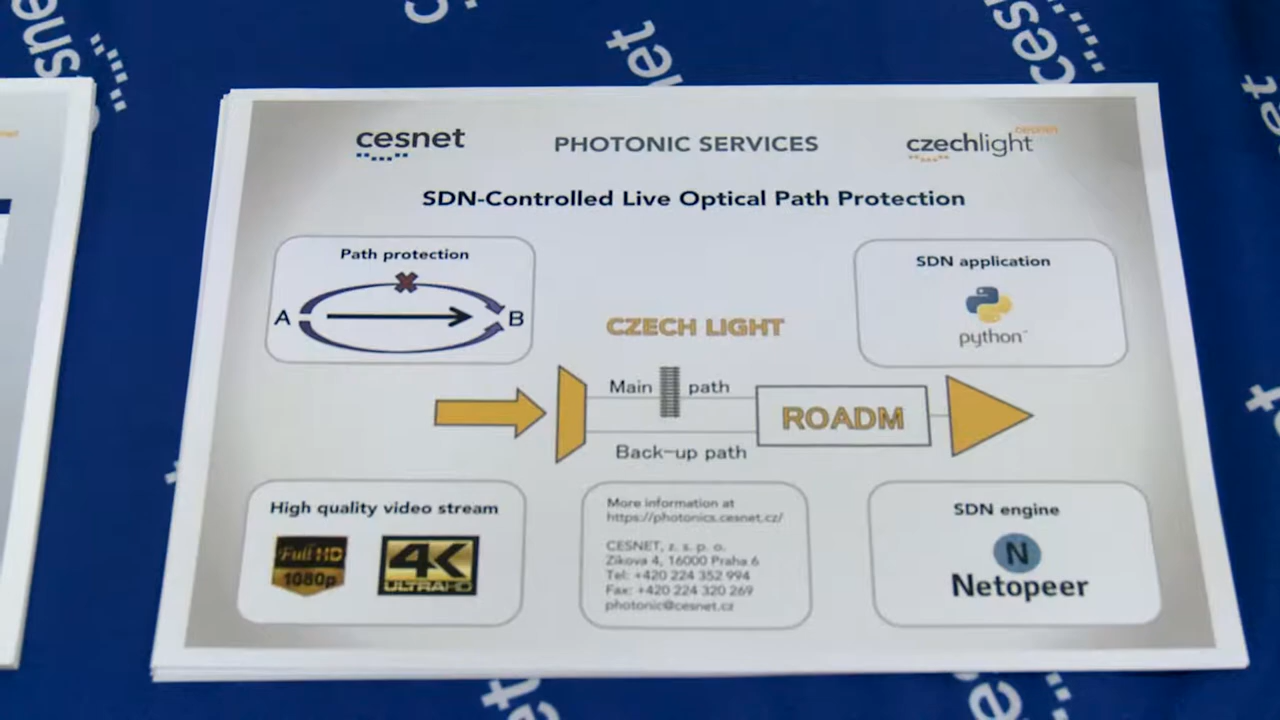 cesnet
PHOTONIC SERVICES
czechlight
cesnet
SDN-Controlled Live Optical Path Protection
Path protection
A
B
SDN application
python
CZECH LIGHT
Main path
ROADM
Back-up path
High quality video stream
Full HD
1080p
4K
ULTRA HD
More information at
https://photonics.cesnet.cz/
CESNET, z. s. p. o.
Zikova 4, 16000 Praha 6
Tel: +420 224 352 994
Fax: +420 224 320 269
photonic@cesnet.cz
SDN engine
N
Netopeer